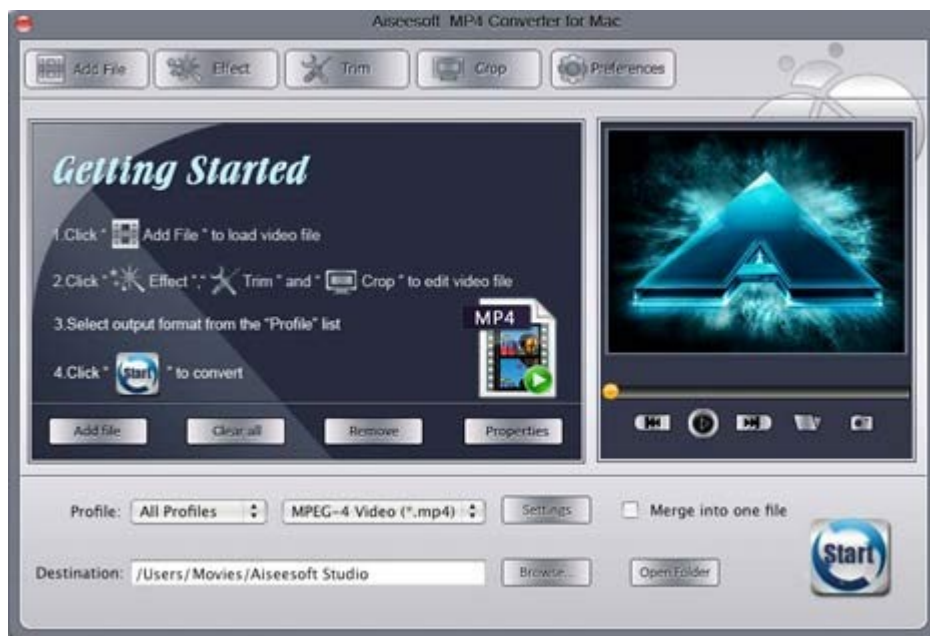 Aiseesoft MP4 Converter for Mac
Add File Effect Trim Crop Preferences
Getting Started
1.Click " Add File " to load video file
2.Click " Effect "," Trim " and " Crop " to edit video file
3.Select output format from the "Profile" list
MP4
4.Click " Start " to convert
Add file Clear all Remove Properties
Profile: All Profiles MPEG-4 Video (*.mp4) Settings Merge into one file
Start
Destination: /Users/Movies/Aiseesoft Studio Browse... Open Folder